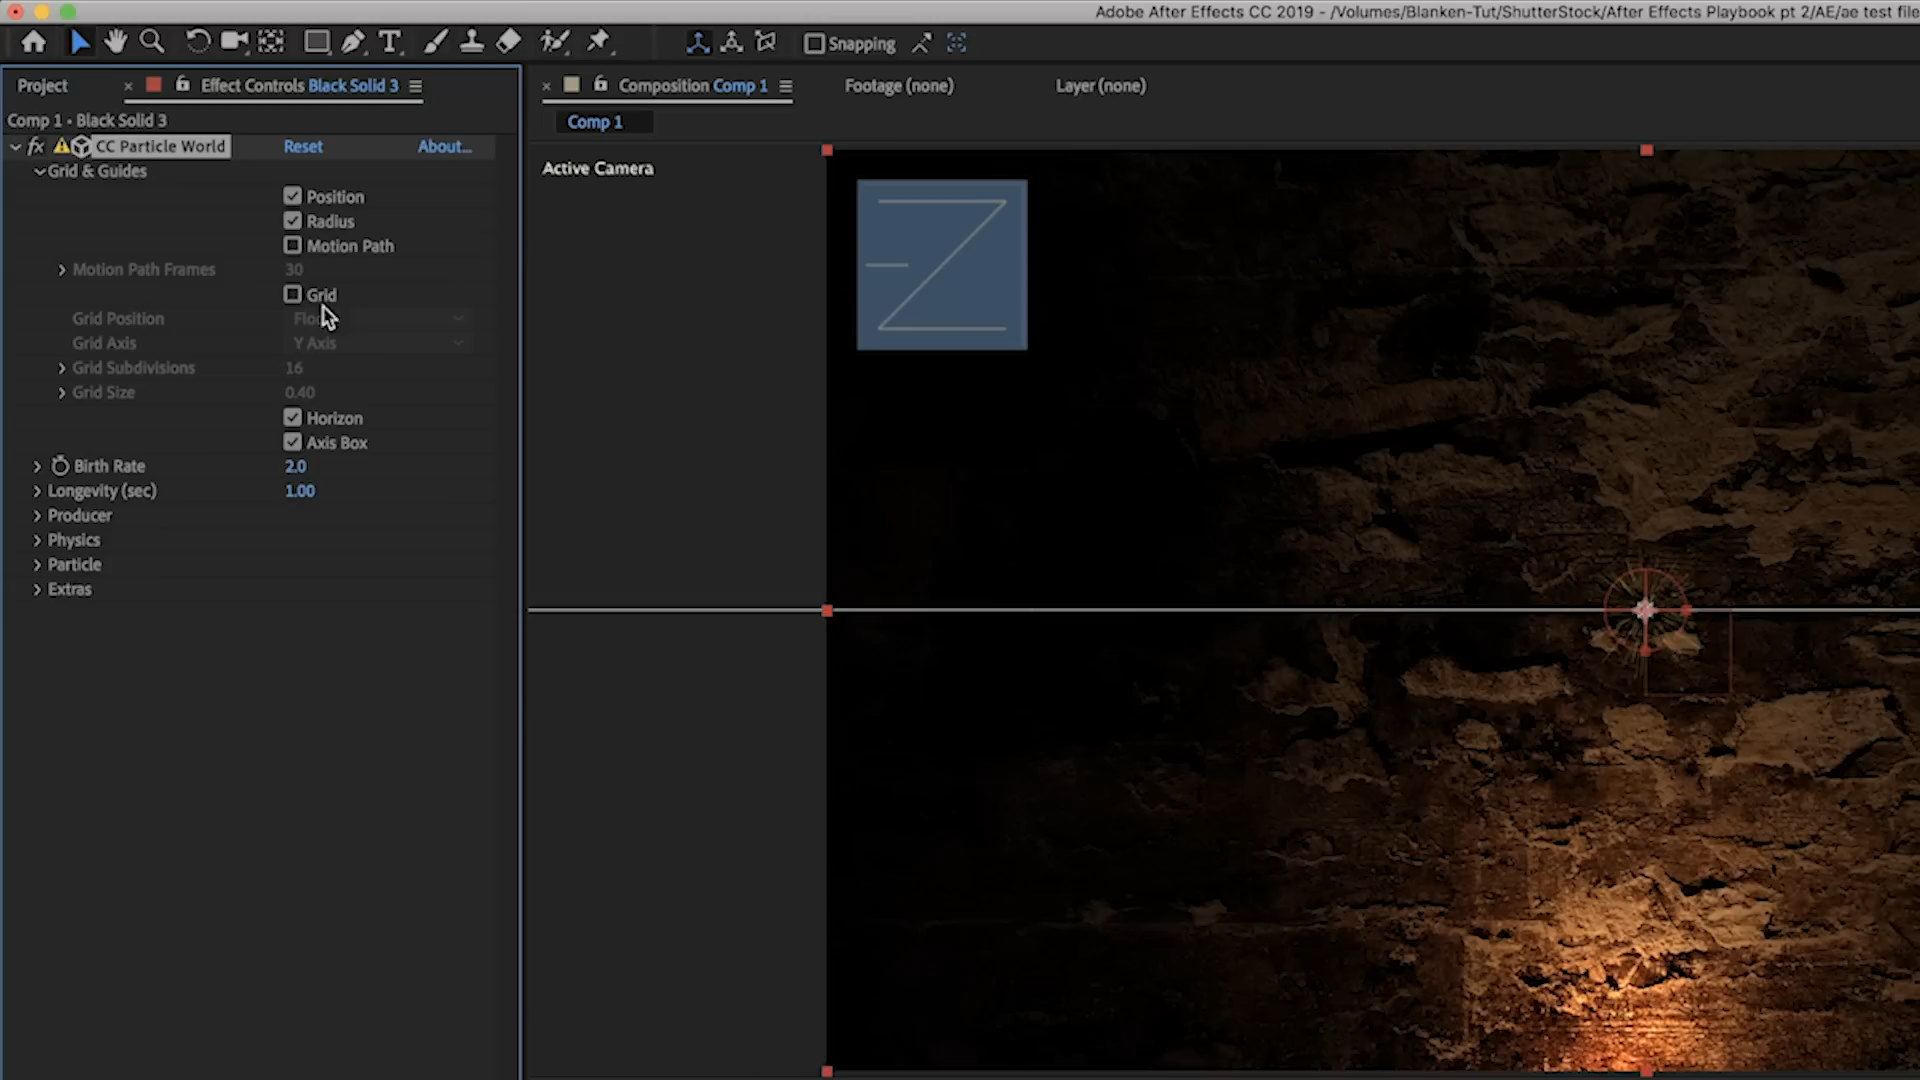 Adobe After Effects CC 2019 - /Volumes/Blanken-Tut/ShutterStock/After Effects Playbook pt 2/AE/ae test file
Snapping
Project
× Effect Controls Black Solid 3
× Composition Comp 1
Footage (none)
Layer (none)
Comp 1 • Black Solid 3
Comp 1
fx CC Particle World Reset About...
Active Camera
Grid & Guides
Position
Radius
Motion Path
Motion Path Frames 30
Grid
Grid Position
Grid Axis Y Axis
Grid Subdivisions 16
Grid Size 0.40
Horizon
Axis Box
Birth Rate 2.0
Longevity (sec) 1.00
Producer
Physics
Particle
Extras